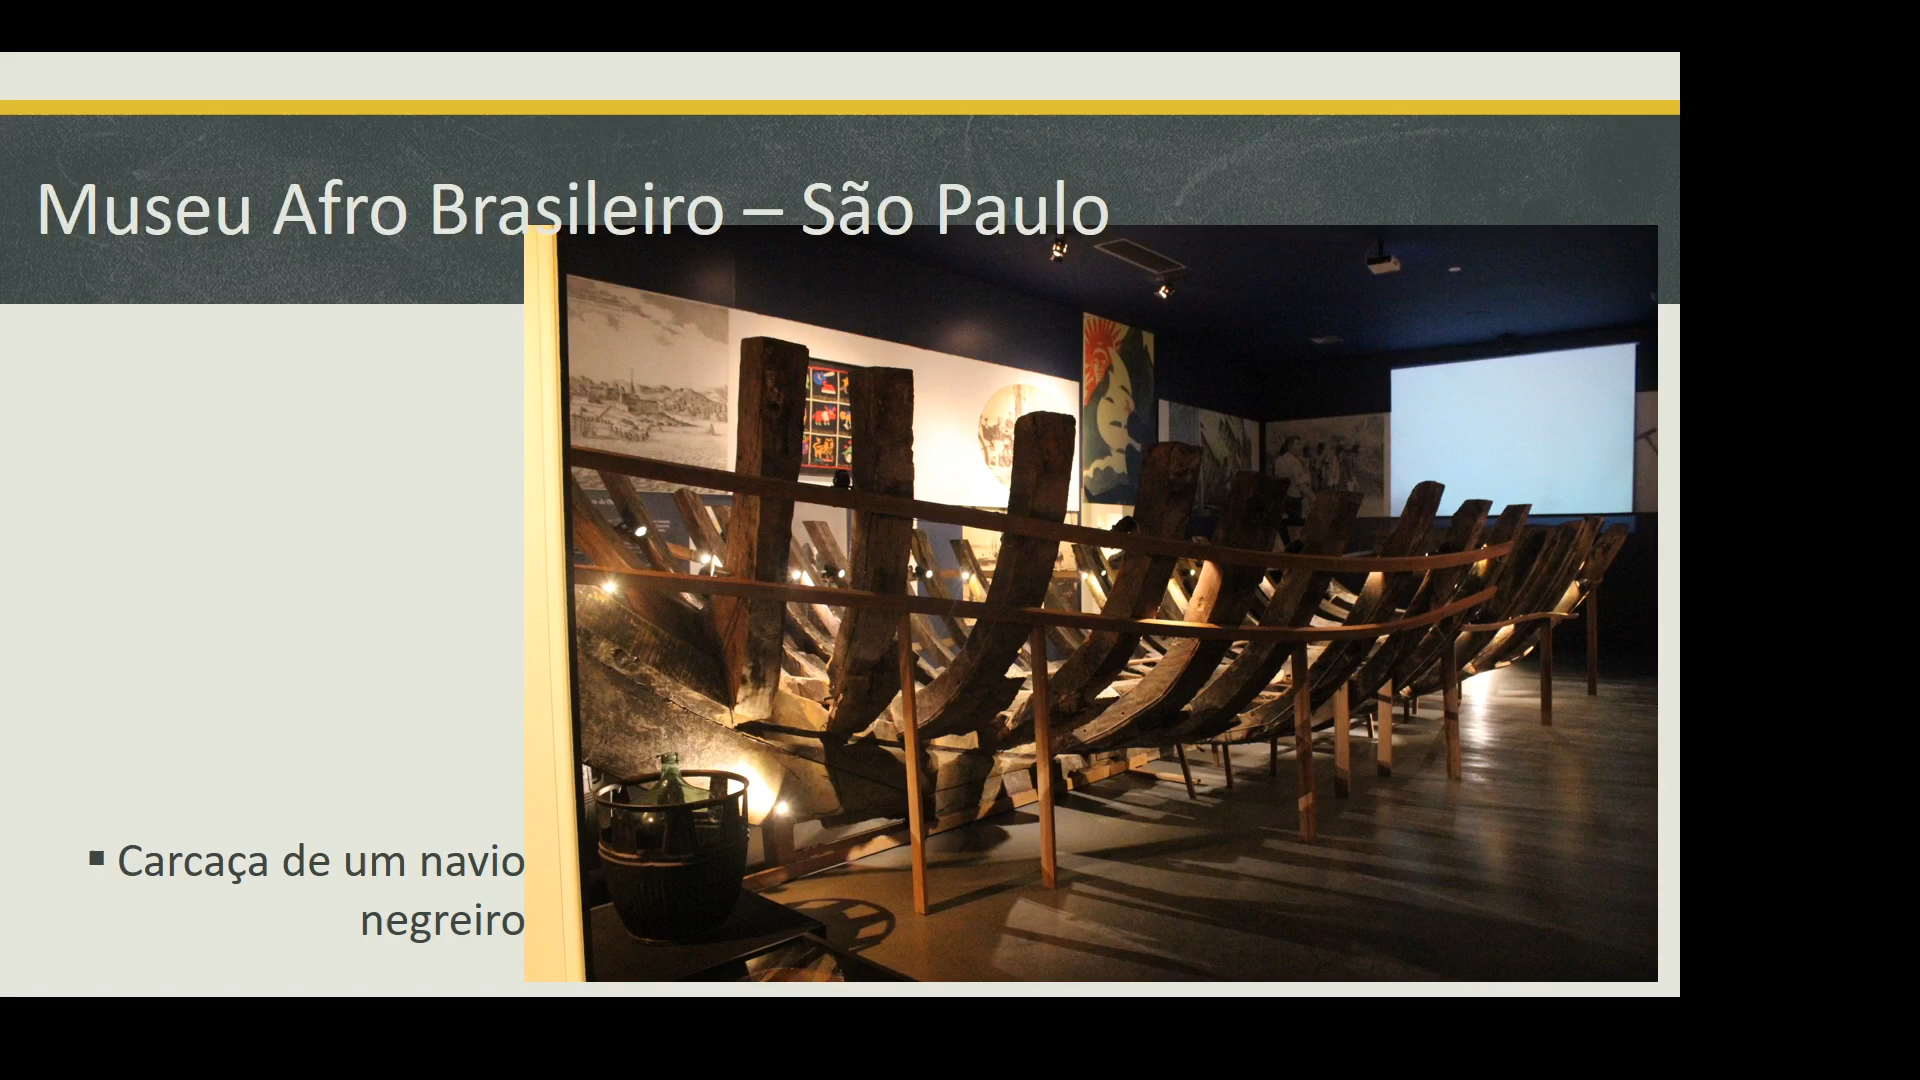 Museu Afro Brasileiro – São Paulo
▪ Carcaça de um navio
negreiro